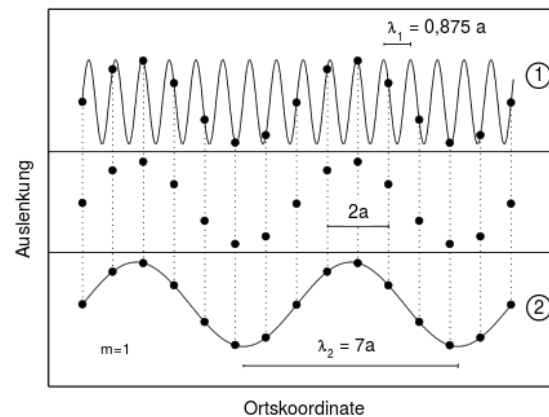 λ₁ = 0,875 a
1
Auslenkung
2a
2
λ₂ = 7a
m=1
Ortskoordinate